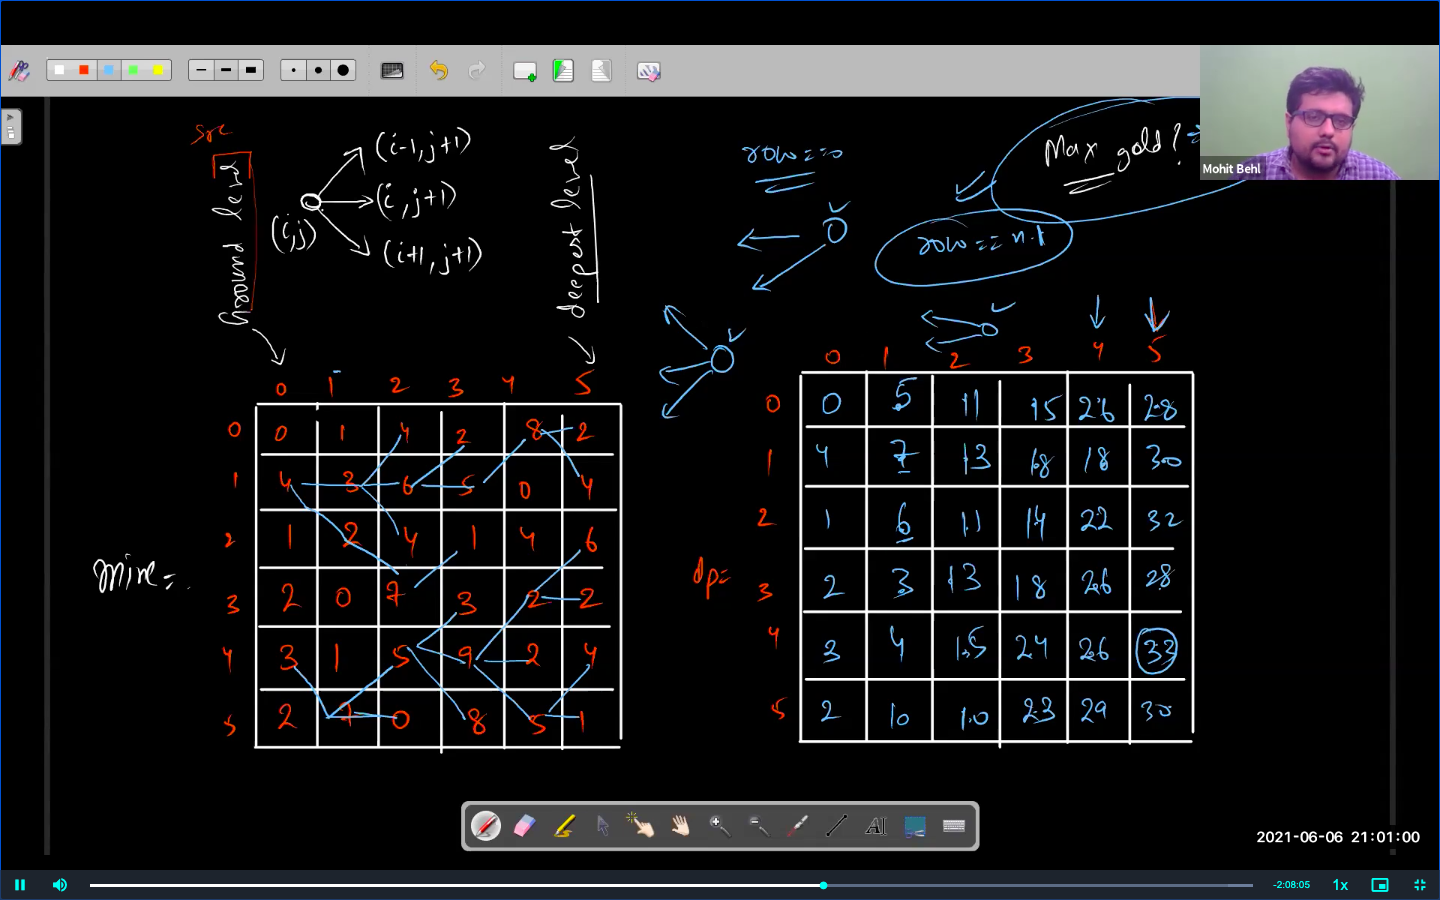 src
Ground level
(i,j)
(i-1, j+1)
(i, j+1)
(i+1, j+1)
deepest level
row==0
Max gold?
row == n-1
Mohit Behl
0 1 2 3 4 5
0 0 1 4 2 8 2
1 4 3 6 5 0 4
2 1 2 4 1 4 6
3 2 0 7 3 2 2
4 3 1 5 9 2 4
5 2 7 0 8 5 1
mine=
0 1 2 3 4 5
0 0 5 11 15 26 28
1 4 7 13 18 18 30
2 1 6 11 14 22 32
3 2 3 13 18 26 28
4 3 4 15 24 26 33
5 2 10 10 23 29 30
dp=
AI
2021-06-06 21:01:00
-2:08:05
1x